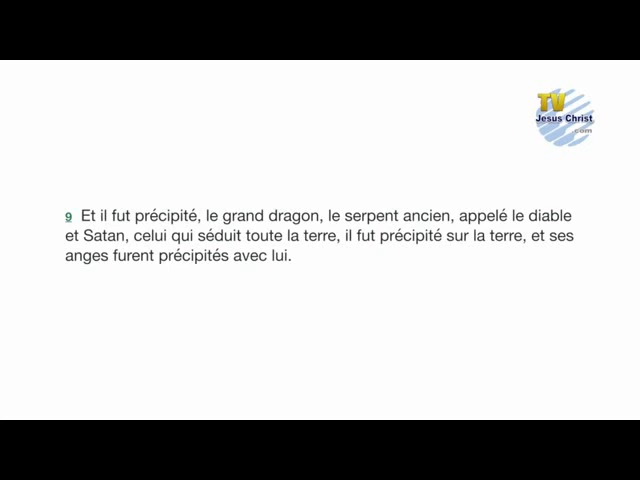 TV
Jesus Christ
.com
9 Et il fut précipité, le grand dragon, le serpent ancien, appelé le diable
et Satan, celui qui séduit toute la terre, il fut précipité sur la terre, et ses
anges furent précipités avec lui.